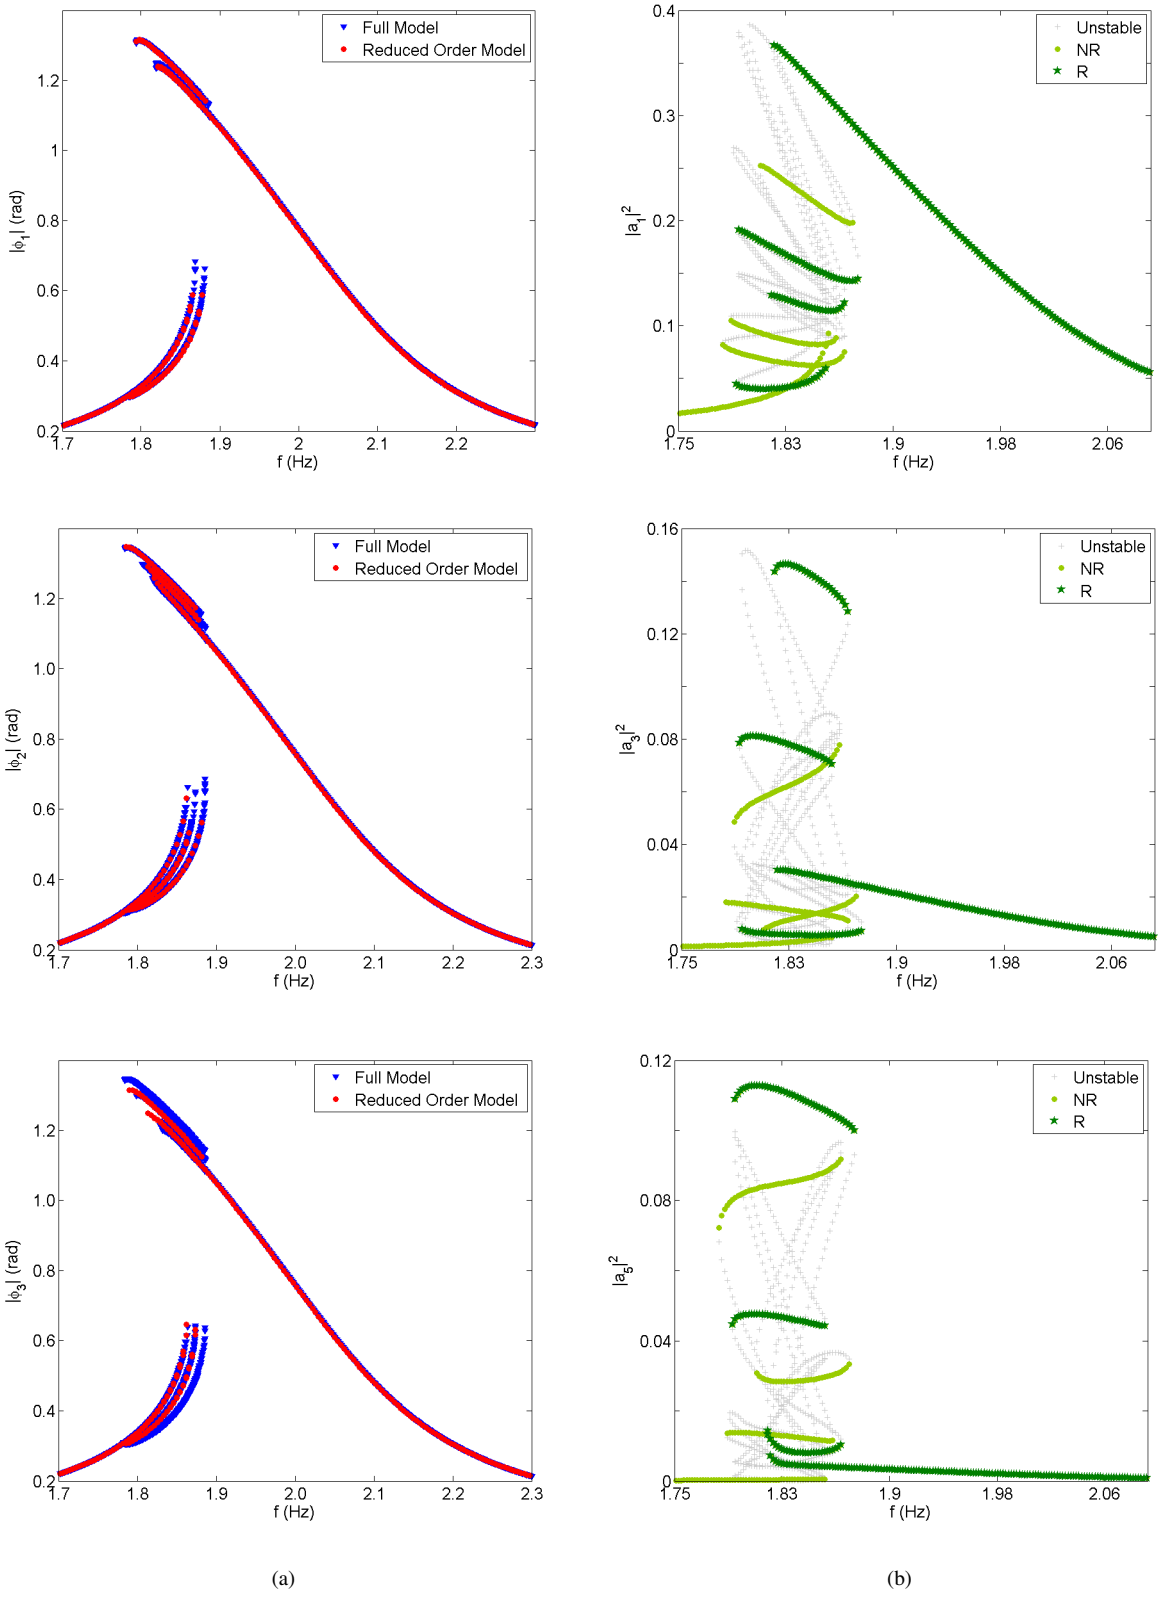 Full Model
Reduced Order Model
1.2
1
0.8
0.6
0.4
0.2
|ϕ1| (rad)
1.7
1.8
1.9
2
2.1
2.2
f (Hz)
0.4
0.3
0.2
0.1
0
|a1|^2
Unstable
NR
R
1.75
1.83
1.9
1.98
2.06
f (Hz)
Full Model
Reduced Order Model
1.2
1.0
0.8
0.6
0.4
0.2
|ϕ2| (rad)
1.7
1.8
1.9
2.0
2.1
2.2
2.3
f (Hz)
0.16
0.12
0.08
0.04
0
|a3|^2
Unstable
NR
R
1.75
1.83
1.9
1.98
2.06
f (Hz)
Full Model
Reduced Order Model
1.2
1.0
0.8
0.6
0.4
0.2
|ϕ3| (rad)
1.7
1.8
1.9
2.0
2.1
2.2
2.3
f (Hz)
0.12
0.08
0.04
0
|a5|^2
Unstable
NR
R
1.75
1.83
1.9
1.98
2.06
f (Hz)
(a)
(b)